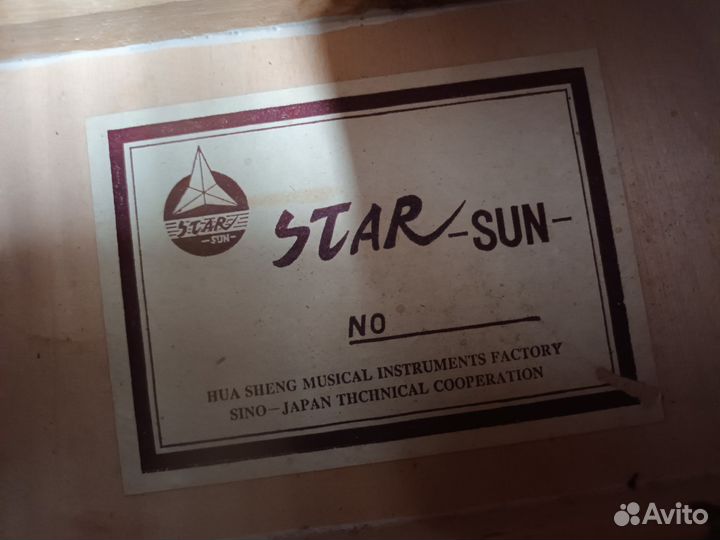 STAR
-SUN-
STAR -SUN-
NO
HUA SHENG MUSICAL INSTRUMENTS FACTORY
SINO-JAPAN THCHNICAL COOPERATION
Avito